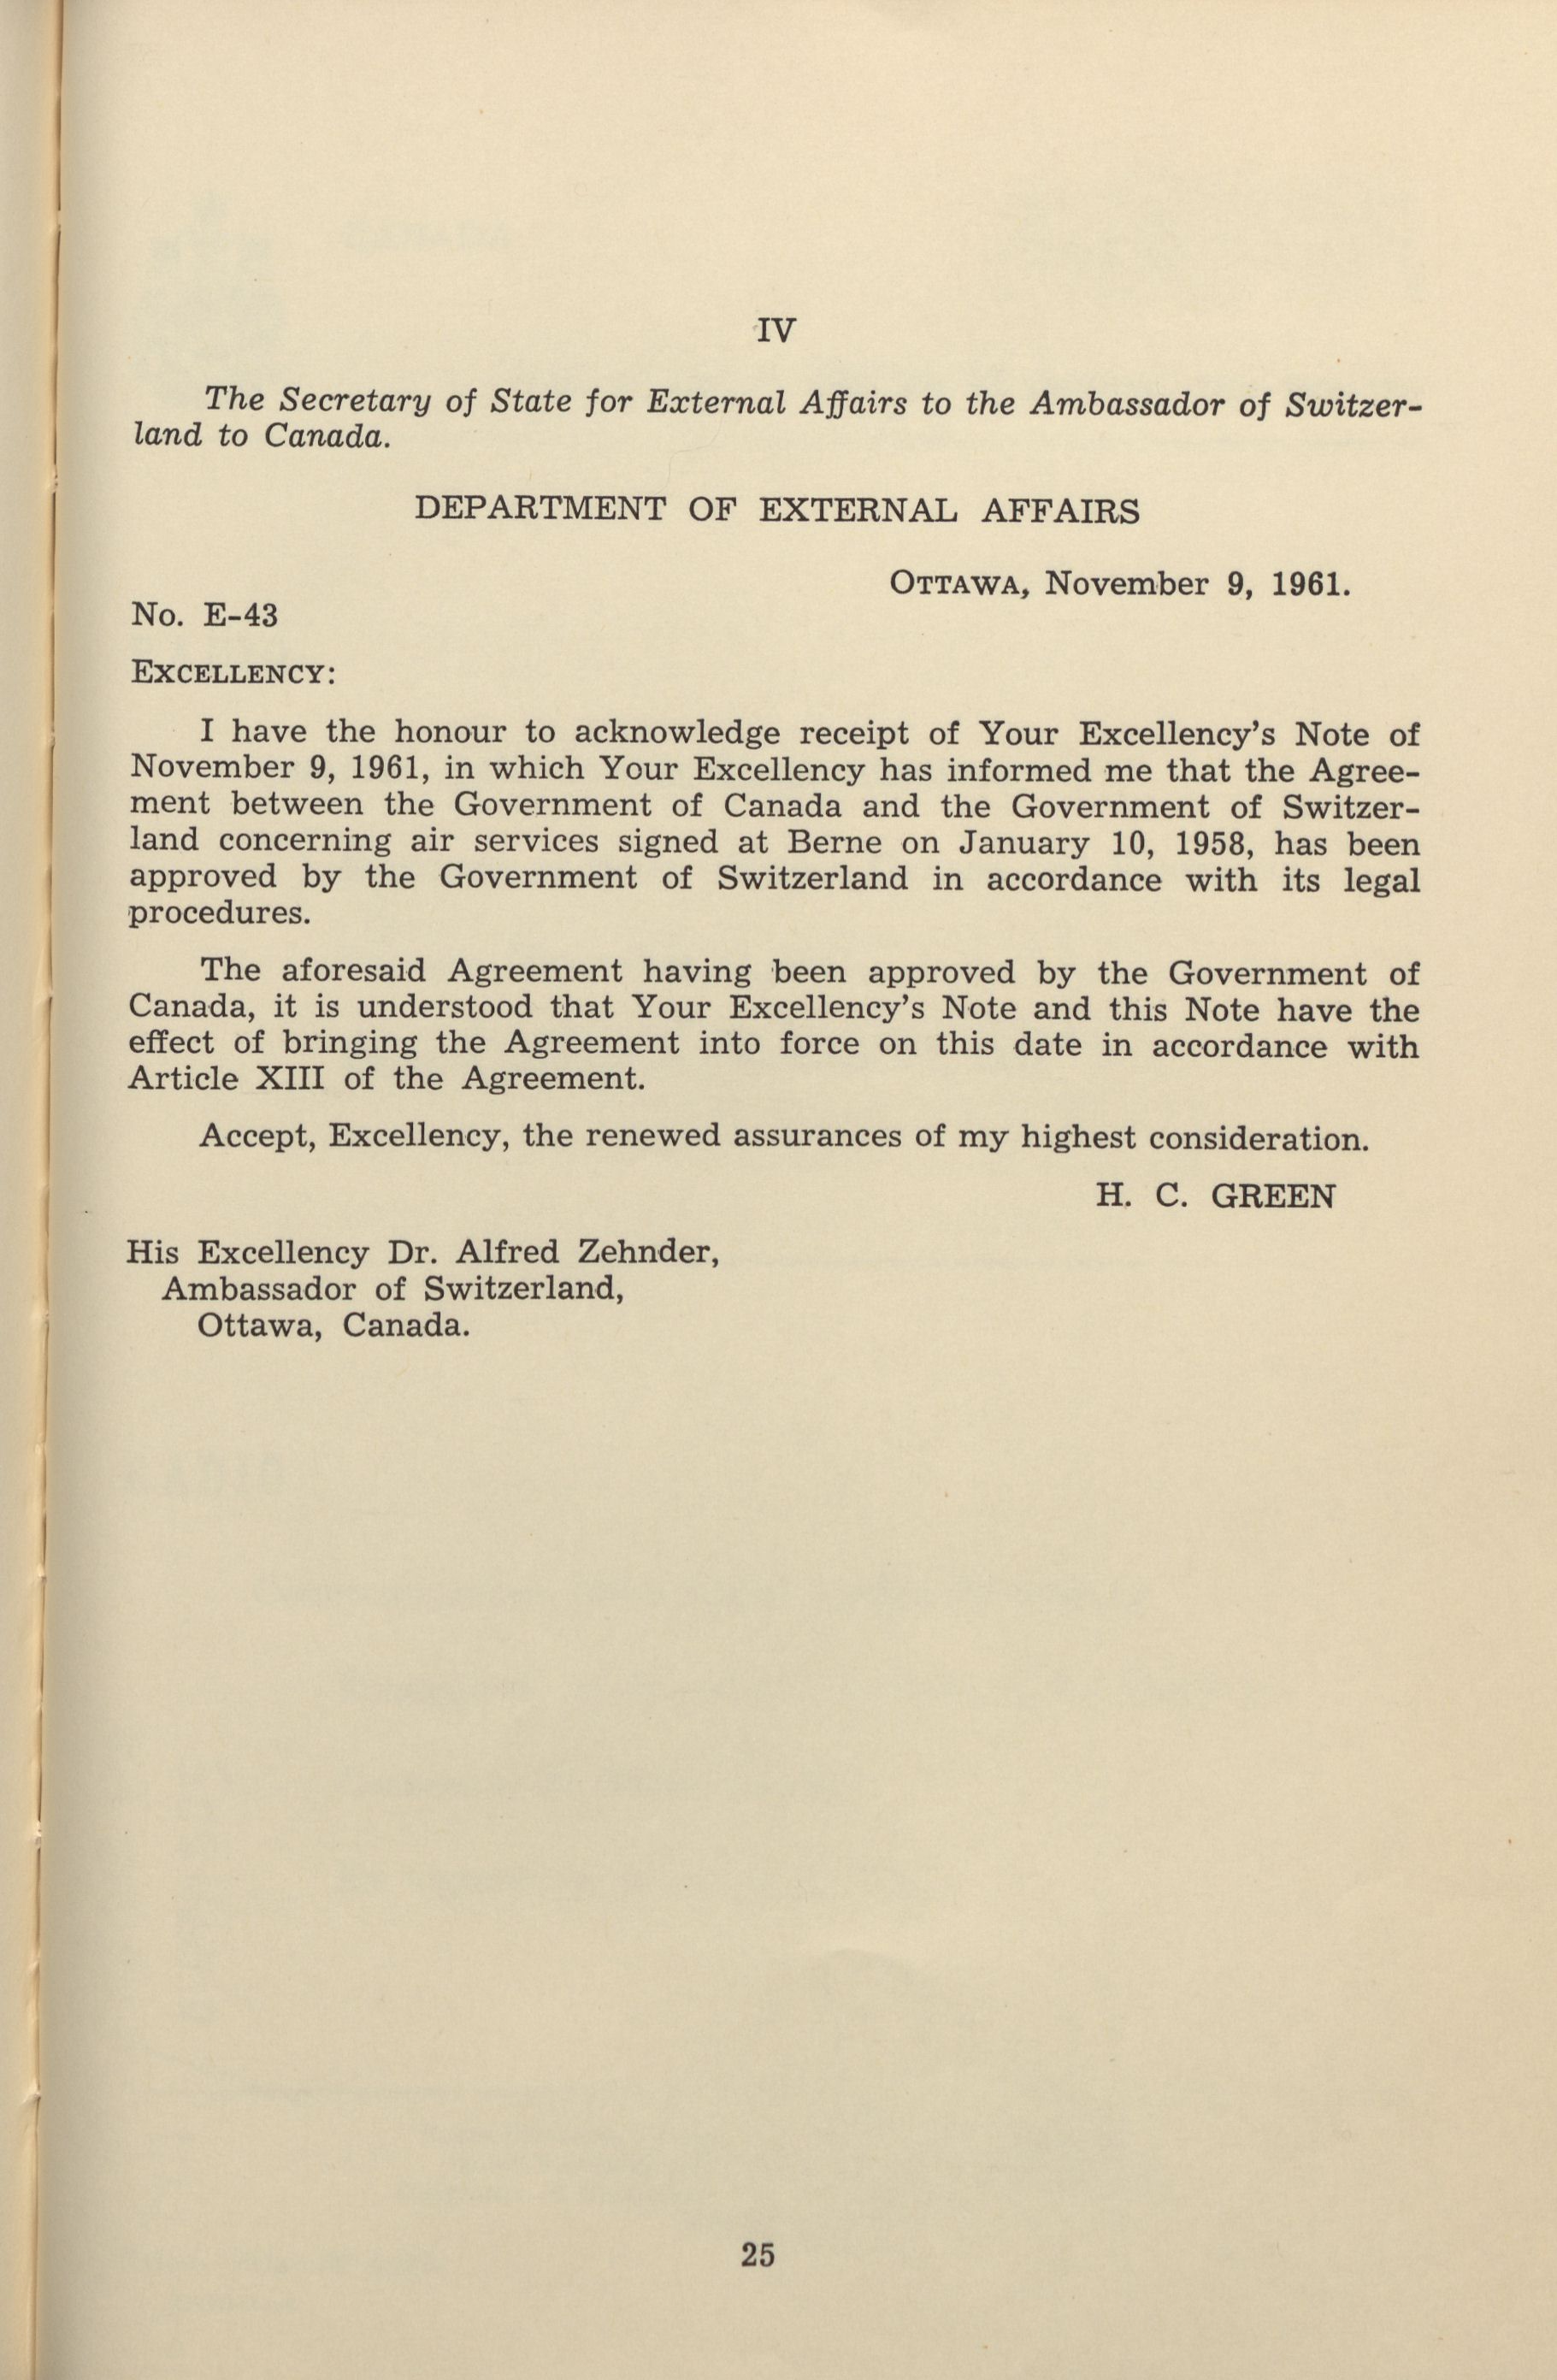 IV
The Secretary of State for External Affairs to the Ambassador of Switzer-
land to Canada.
DEPARTMENT OF EXTERNAL AFFAIRS
OTTAWA, November 9, 1961.
No. E-43
EXCELLENCY:
I have the honour to acknowledge receipt of Your Excellency's Note of
November 9, 1961, in which Your Excellency has informed me that the Agree-
ment between the Government of Canada and the Government of Switzer-
land concerning air services signed at Berne on January 10, 1958, has been
approved by the Government of Switzerland in accordance with its legal
procedures.
The aforesaid Agreement having been approved by the Government of
Canada, it is understood that Your Excellency's Note and this Note have the
effect of bringing the Agreement into force on this date in accordance with
Article XIII of the Agreement.
Accept, Excellency, the renewed assurances of my highest consideration.
H. C. GREEN
His Excellency Dr. Alfred Zehnder,
Ambassador of Switzerland,
Ottawa, Canada.
25